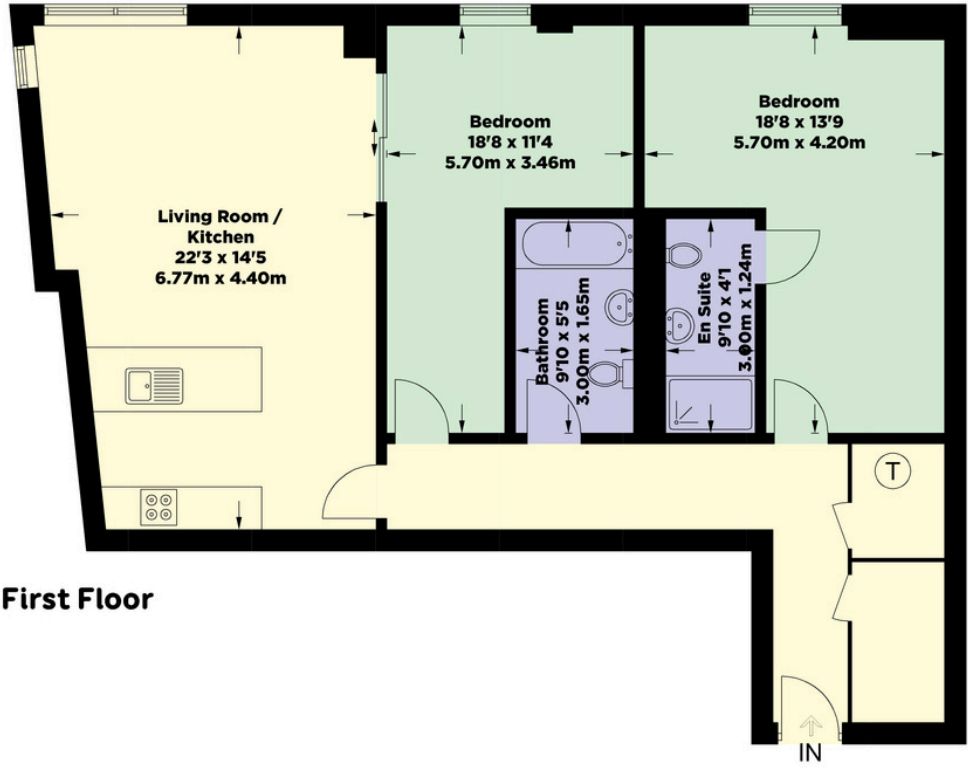 Living Room /
Kitchen
22'3 x 14'5
6.77m x 4.40m
Bedroom
18'8 x 11'4
5.70m x 3.46m
Bedroom
18'8 x 13'9
5.70m x 4.20m
Bathroom
9'10 x 5'5
3.00m x 1.65m
En Suite
9'10 x 4'1
3.00m x 1.24m
T
First Floor
IN